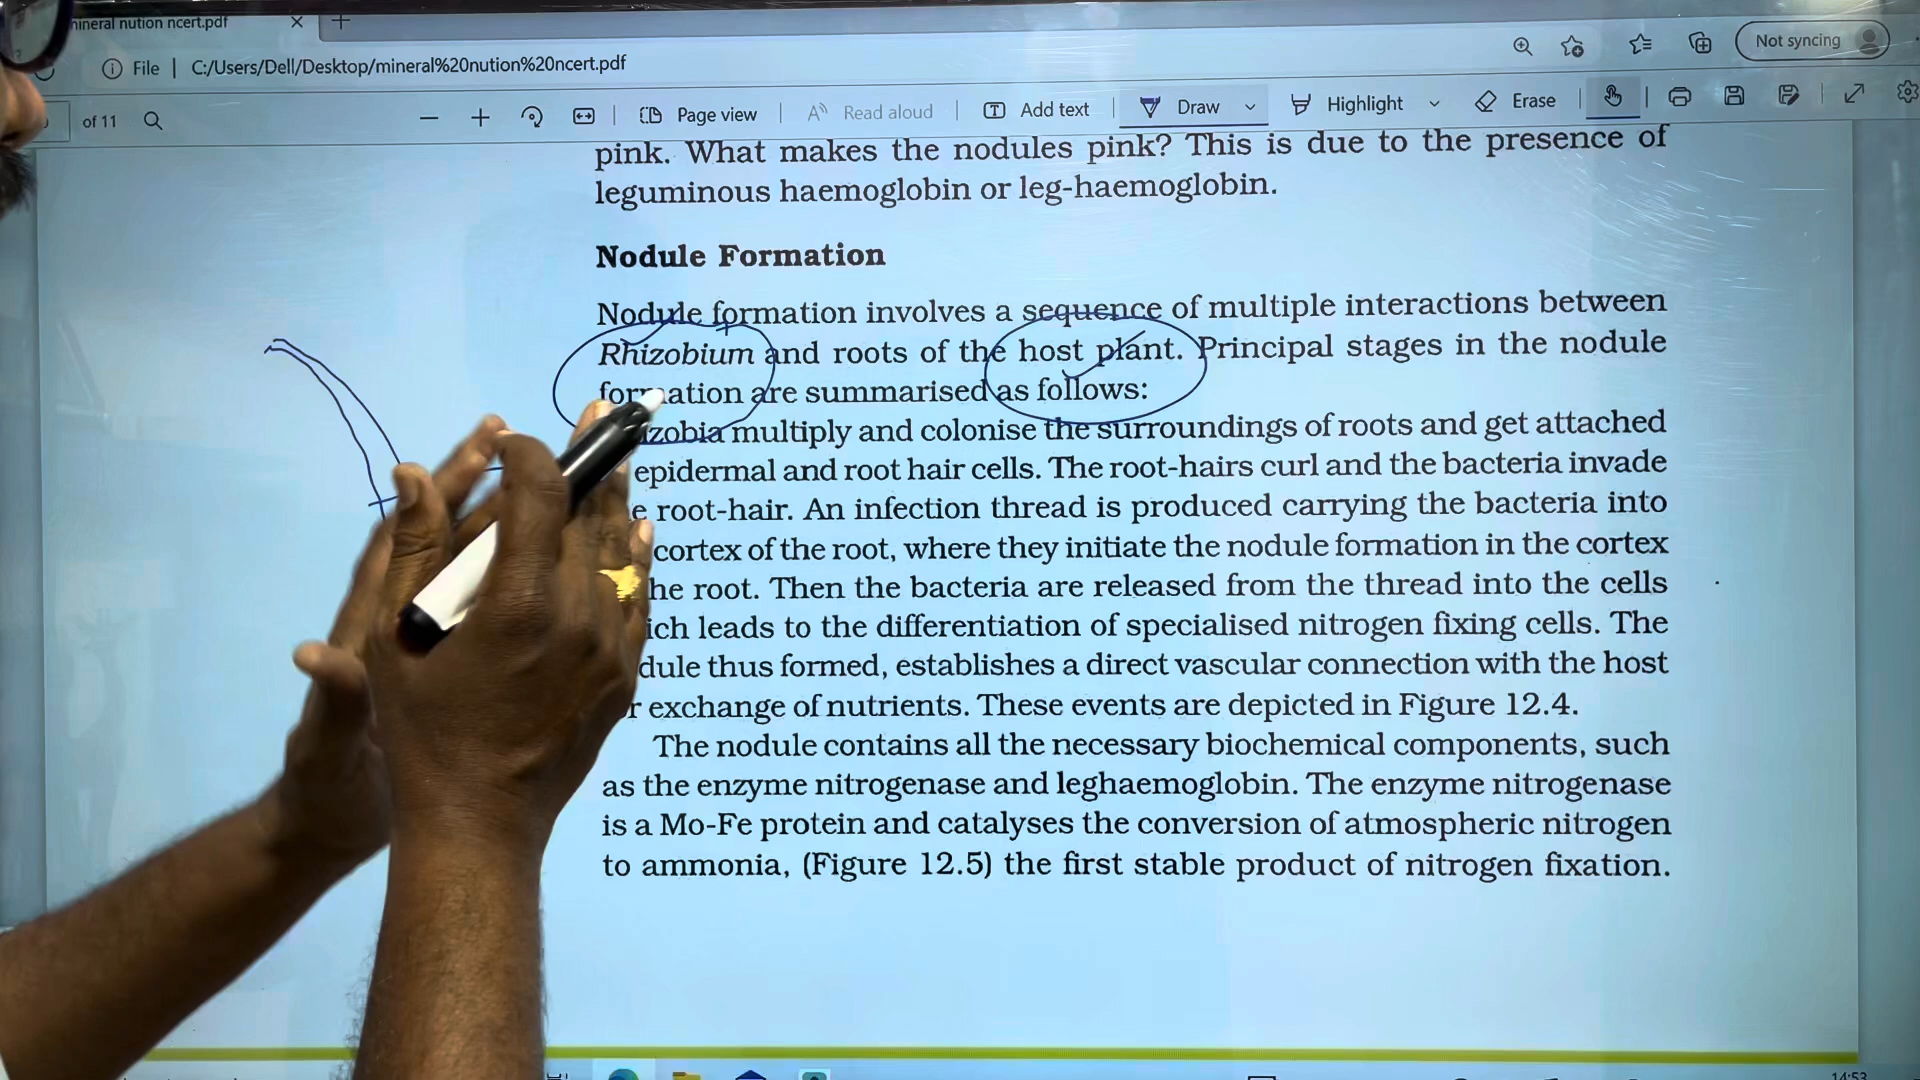 mineral nution ncert.pdf
File | C:/Users/Dell/Desktop/mineral%20nution%20ncert.pdf
Not syncing
of 11
Page view
Read aloud
Add text
Draw
Highlight
Erase
pink. What makes the nodules pink? This is due to the presence of
leguminous haemoglobin or leg-haemoglobin.
Nodule Formation
Nodule formation involves a sequence of multiple interactions between
Rhizobium and roots of the host plant. Principal stages in the nodule
formation are summarised as follows:
izobia multiply and colonise the surroundings of roots and get attached
epidermal and root hair cells. The root-hairs curl and the bacteria invade
e root-hair. An infection thread is produced carrying the bacteria into
cortex of the root, where they initiate the nodule formation in the cortex
he root. Then the bacteria are released from the thread into the cells
ich leads to the differentiation of specialised nitrogen fixing cells. The
dule thus formed, establishes a direct vascular connection with the host
r exchange of nutrients. These events are depicted in Figure 12.4.
The nodule contains all the necessary biochemical components, such
as the enzyme nitrogenase and leghaemoglobin. The enzyme nitrogenase
is a Mo-Fe protein and catalyses the conversion of atmospheric nitrogen
to ammonia, (Figure 12.5) the first stable product of nitrogen fixation.
14:53